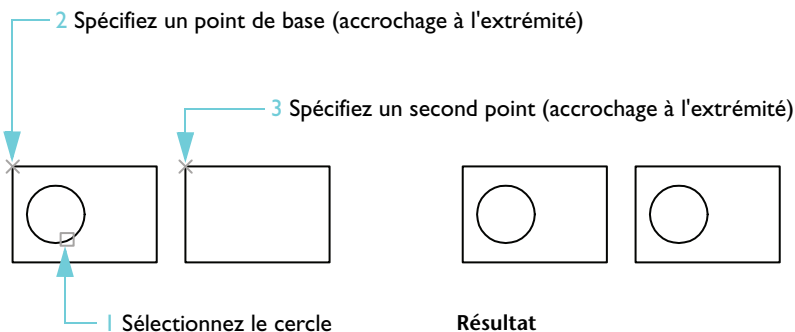 2 Spécifiez un point de base (accrochage à l'extrémité)
3 Spécifiez un second point (accrochage à l'extrémité)
1 Sélectionnez le cercle
Résultat